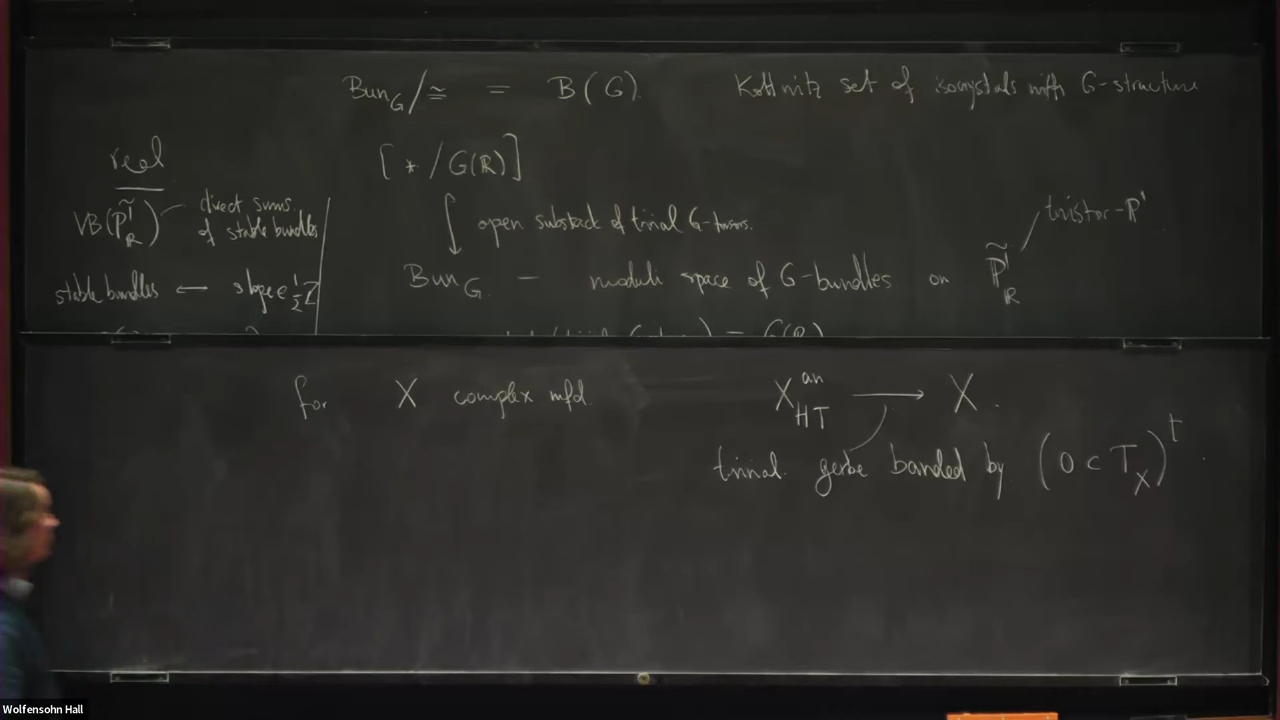 Bun_G/≅ = B(G). Kottwitz set of isocrystals with G-structure
real
[ * / G(ℝ) ]
VB(P̃¹_ℝ) direct sums of stable bundles
open substack of trivial G-torsors.
twistor-P¹
stable bundles ↔ slope ∈ ½ℤ
Bun_G — moduli space of G-bundles on P̃¹_ℝ
= G(ℝ)
for X complex mfd.
X^an_HT → X.
trivial gerbe banded by (0 ⊂ T_X)^†.
Wolfensohn Hall